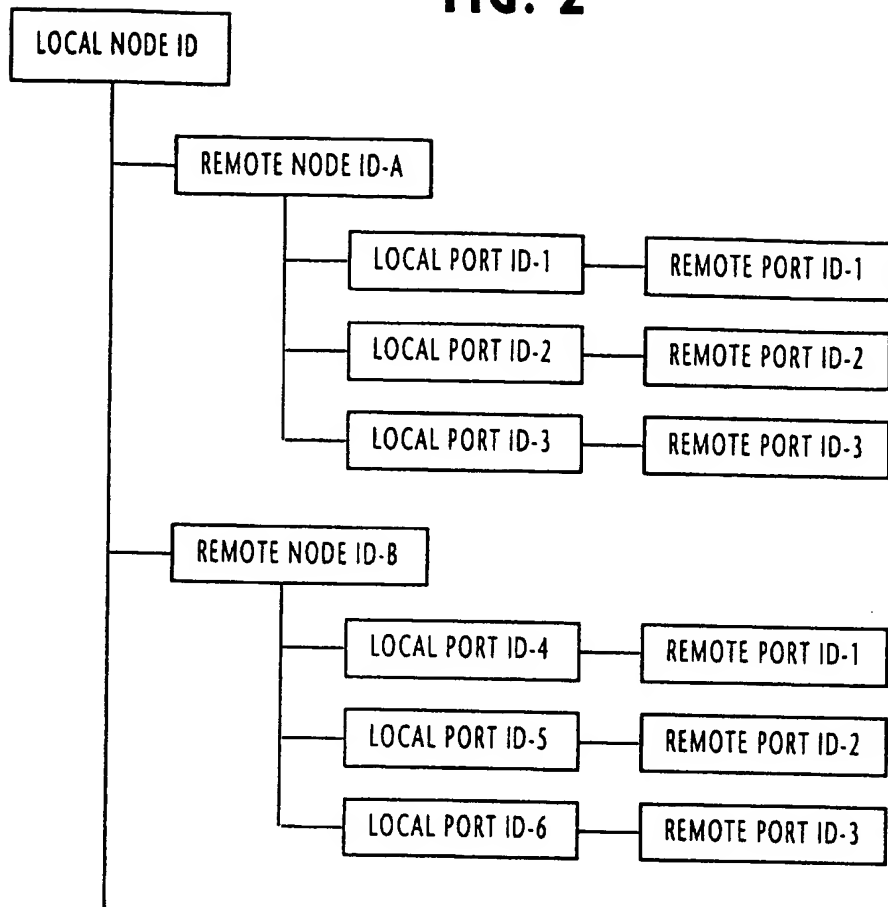 FIG. 2
LOCAL NODE ID
REMOTE NODE ID-A
LOCAL PORT ID-1 REMOTE PORT ID-1
LOCAL PORT ID-2 REMOTE PORT ID-2
LOCAL PORT ID-3 REMOTE PORT ID-3
REMOTE NODE ID-B
LOCAL PORT ID-4 REMOTE PORT ID-1
LOCAL PORT ID-5 REMOTE PORT ID-2
LOCAL PORT ID-6 REMOTE PORT ID-3